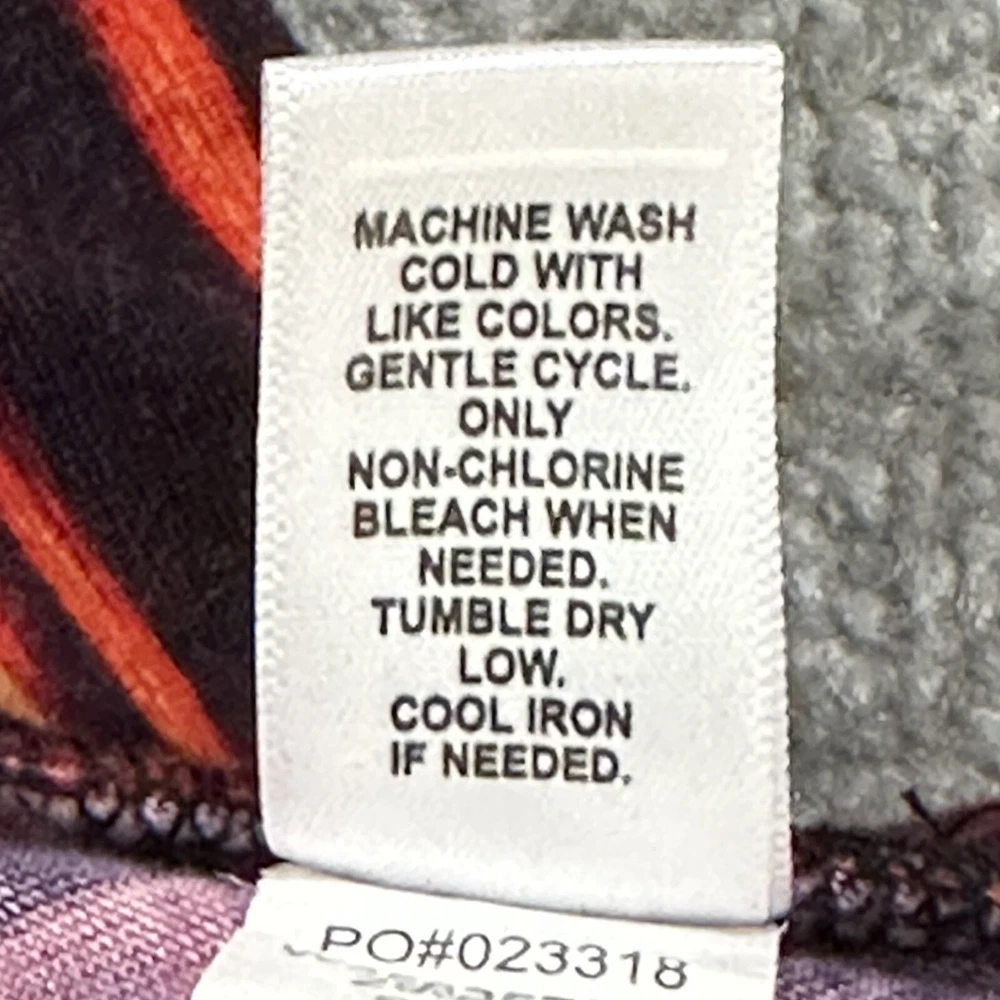 MACHINE WASH
COLD WITH
LIKE COLORS.
GENTLE CYCLE.
ONLY
NON-CHLORINE
BLEACH WHEN
NEEDED.
TUMBLE DRY
LOW.
COOL IRON
IF NEEDED.
PO#023318